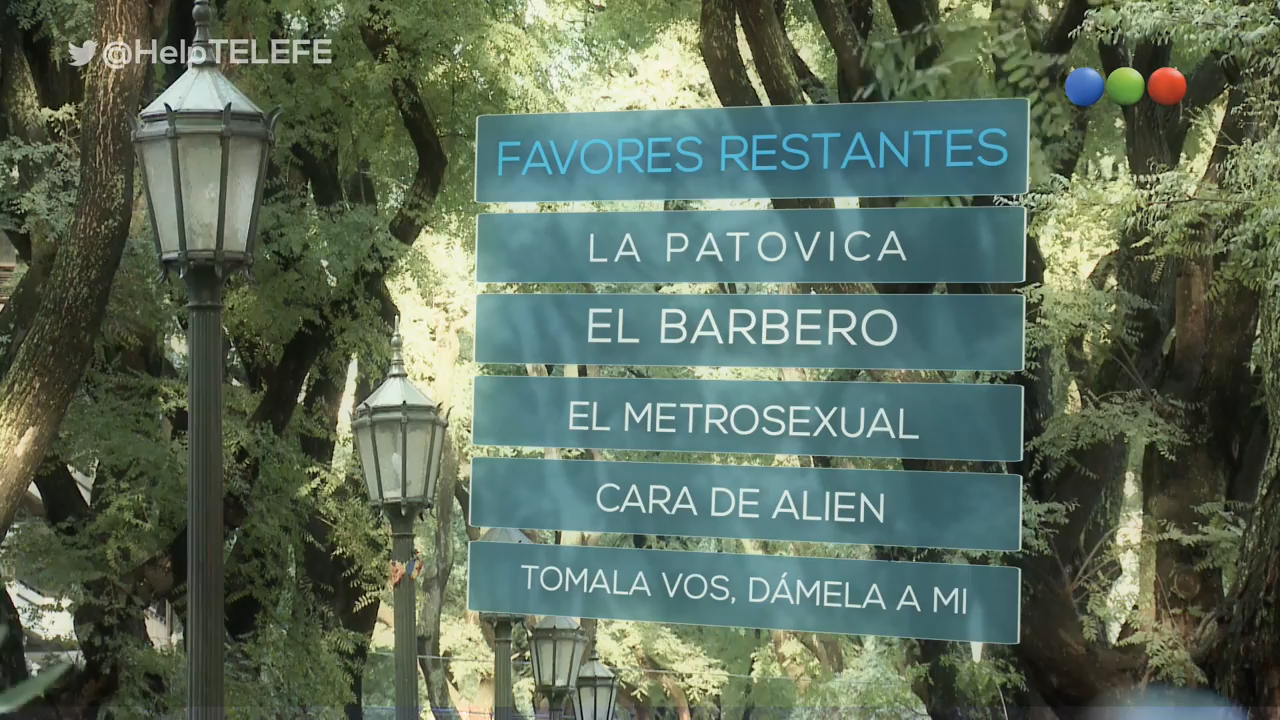 @HelpTELEFE
FAVORES RESTANTES
LA PATOVICA
EL BARBERO
EL METROSEXUAL
CARA DE ALIEN
TOMALA VOS, DÁMELA A MI